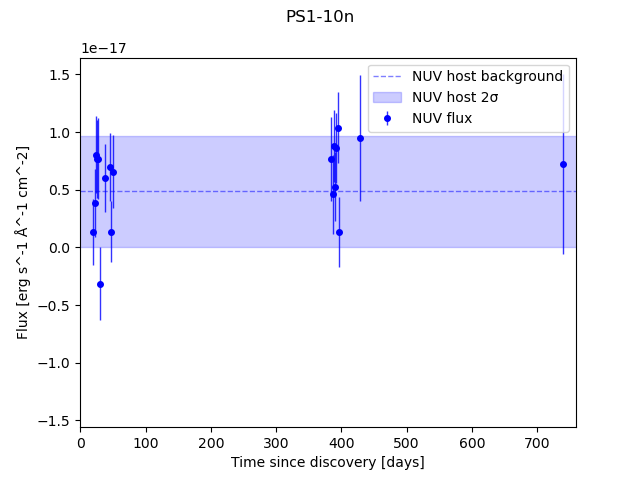 PS1-10n
1e−17
NUV host background
NUV host 2σ
NUV flux
1.5
1.0
0.5
0.0
−0.5
−1.0
−1.5
Flux [erg s^-1 Å^-1 cm^-2]
0 100 200 300 400 500 600 700
Time since discovery [days]